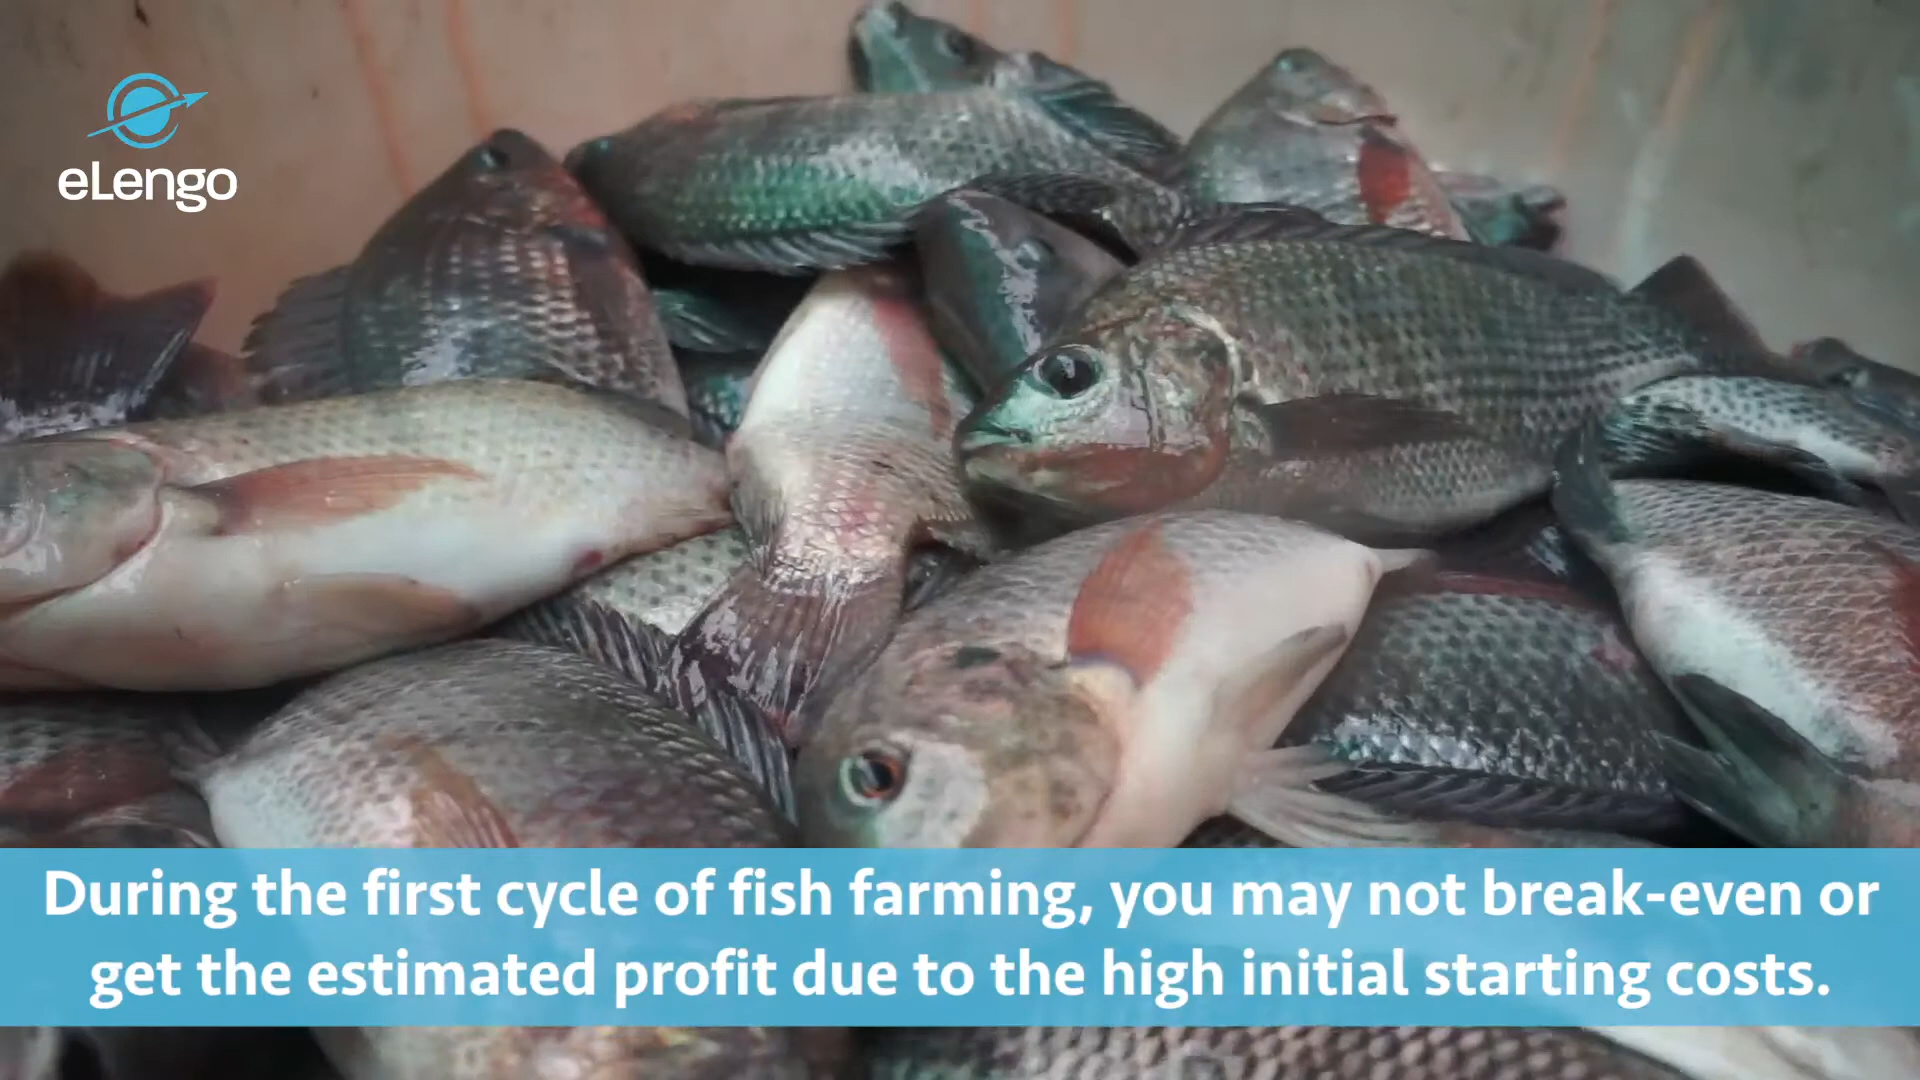 eLengo
During the first cycle of fish farming, you may not break-even or
get the estimated profit due to the high initial starting costs.